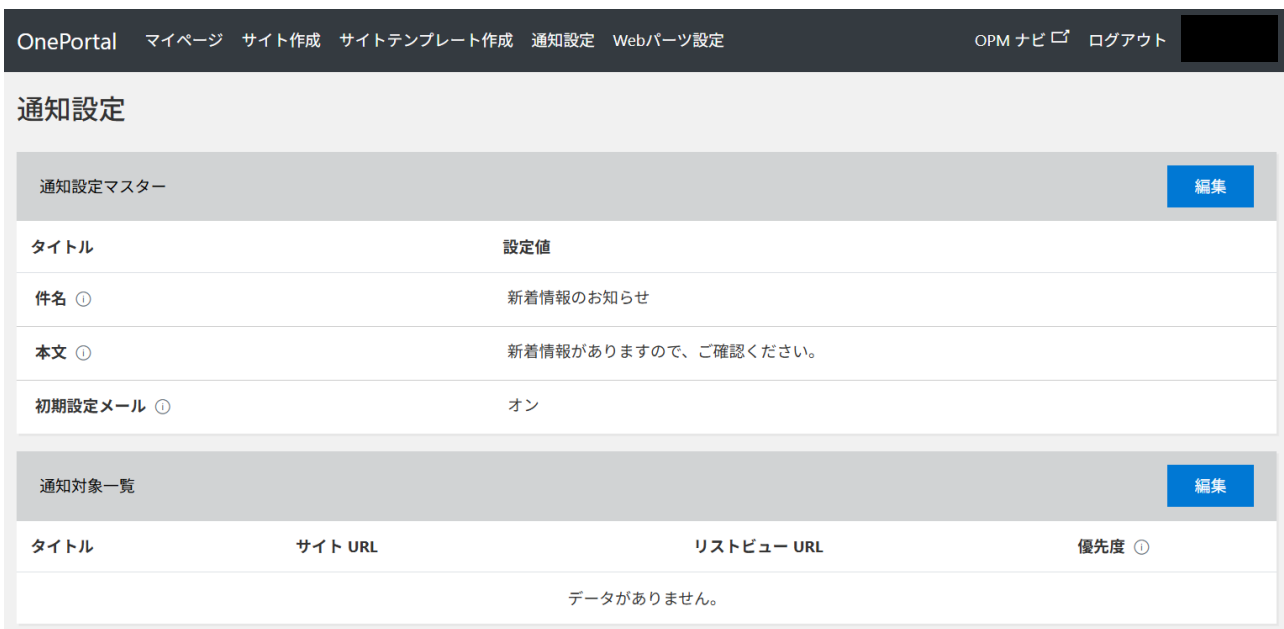 OnePortal マイページ サイト作成 サイトテンプレート作成 通知設定 Webパーツ設定 OPM ナビ ログアウト
通知設定
通知設定マスター 編集
タイトル 設定値
件名 新着情報のお知らせ
本文 新着情報がありますので、ご確認ください。
初期設定メール オン
通知対象一覧 編集
タイトル サイト URL リストビュー URL 優先度
データがありません。